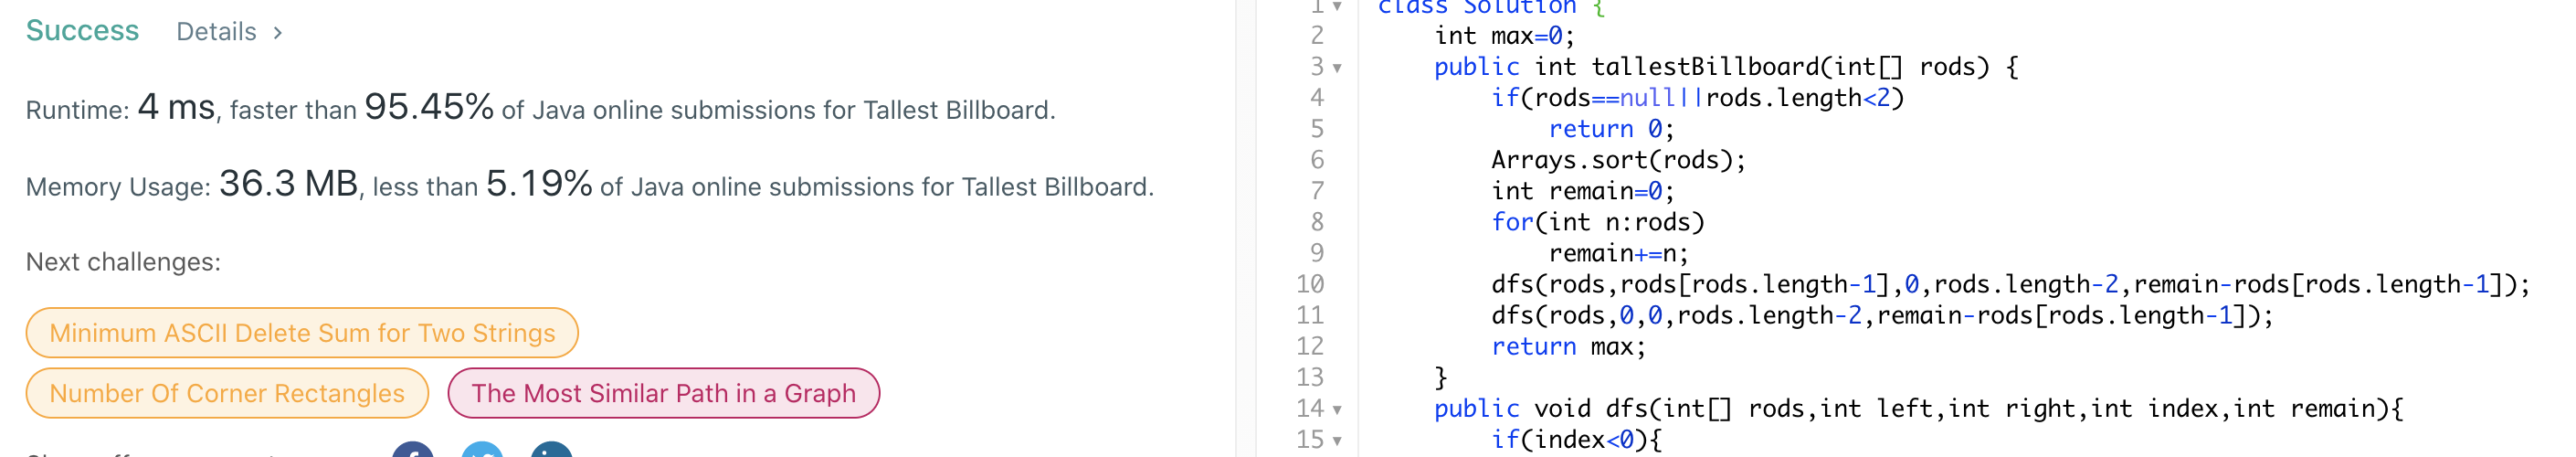 Success Details >
Runtime: 4 ms, faster than 95.45% of Java online submissions for Tallest Billboard.
Memory Usage: 36.3 MB, less than 5.19% of Java online submissions for Tallest Billboard.
Next challenges:
Minimum ASCII Delete Sum for Two Strings
Number Of Corner Rectangles The Most Similar Path in a Graph
1 class Solution {
2 int max=0;
3 public int tallestBillboard(int[] rods) {
4 if(rods==null||rods.length<2)
5 return 0;
6 Arrays.sort(rods);
7 int remain=0;
8 for(int n:rods)
9 remain+=n;
10 dfs(rods,rods[rods.length-1],0,rods.length-2,remain-rods[rods.length-1]);
11 dfs(rods,0,0,rods.length-2,remain-rods[rods.length-1]);
12 return max;
13 }
14 public void dfs(int[] rods,int left,int right,int index,int remain){
15 if(index<0){